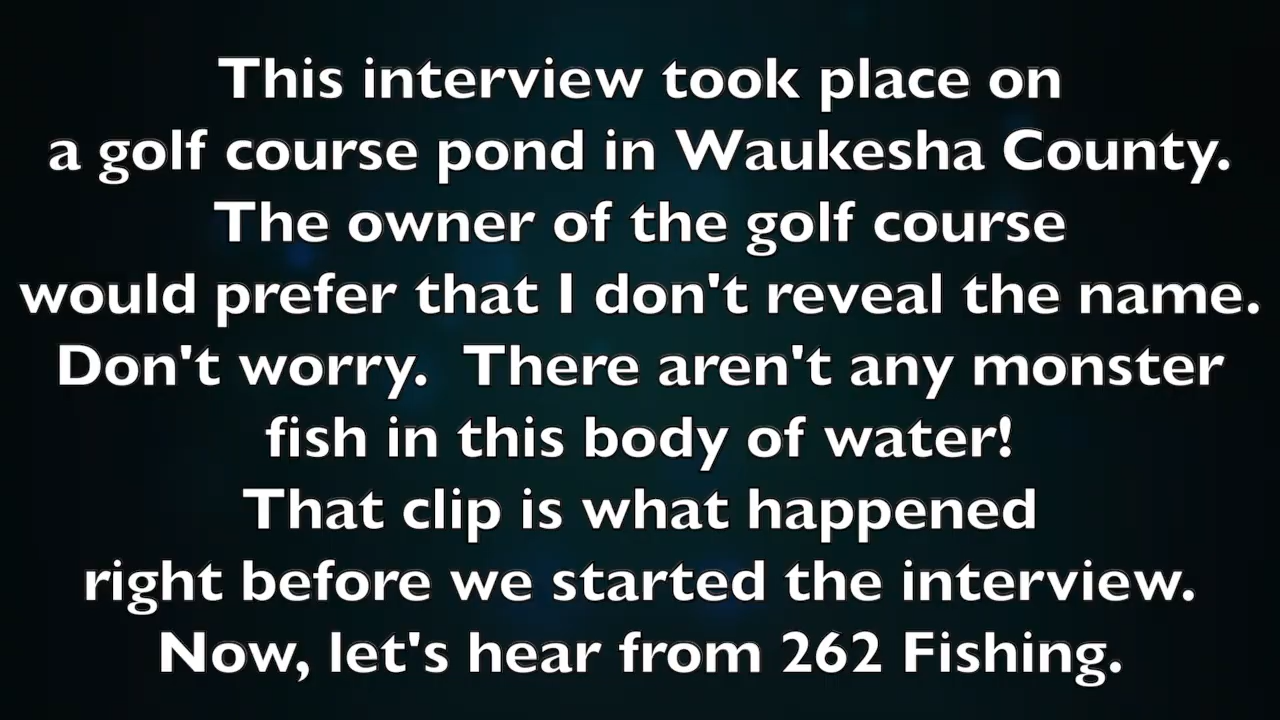 This interview took place on
a golf course pond in Waukesha County.
The owner of the golf course
would prefer that I don't reveal the name.
Don't worry.  There aren't any monster
fish in this body of water!
That clip is what happened
right before we started the interview.
Now, let's hear from 262 Fishing.